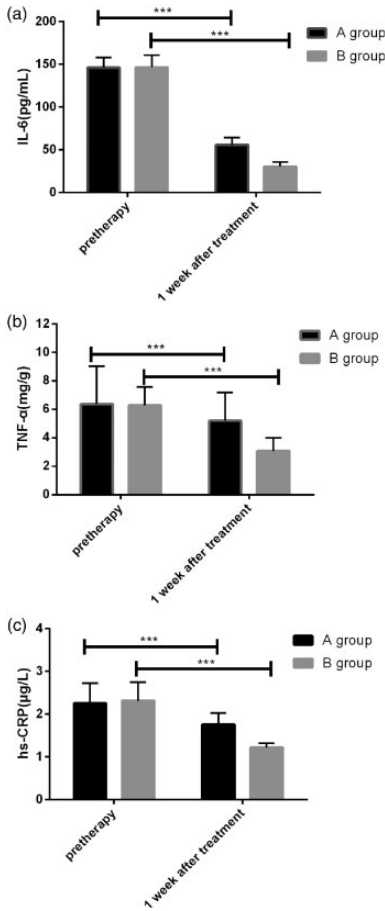 (a)
200
150
100
50
0
IL-6(pg/mL)
***
***
A group
B group
pretherapy
1 week after treatment
(b)
12
10
8
6
4
2
0
TNF-α(mg/g)
***
***
A group
B group
pretherapy
1 week after treatment
(c)
4
3
2
1
0
hs-CRP(μg/L)
***
***
A group
B group
pretherapy
1 week after treatment